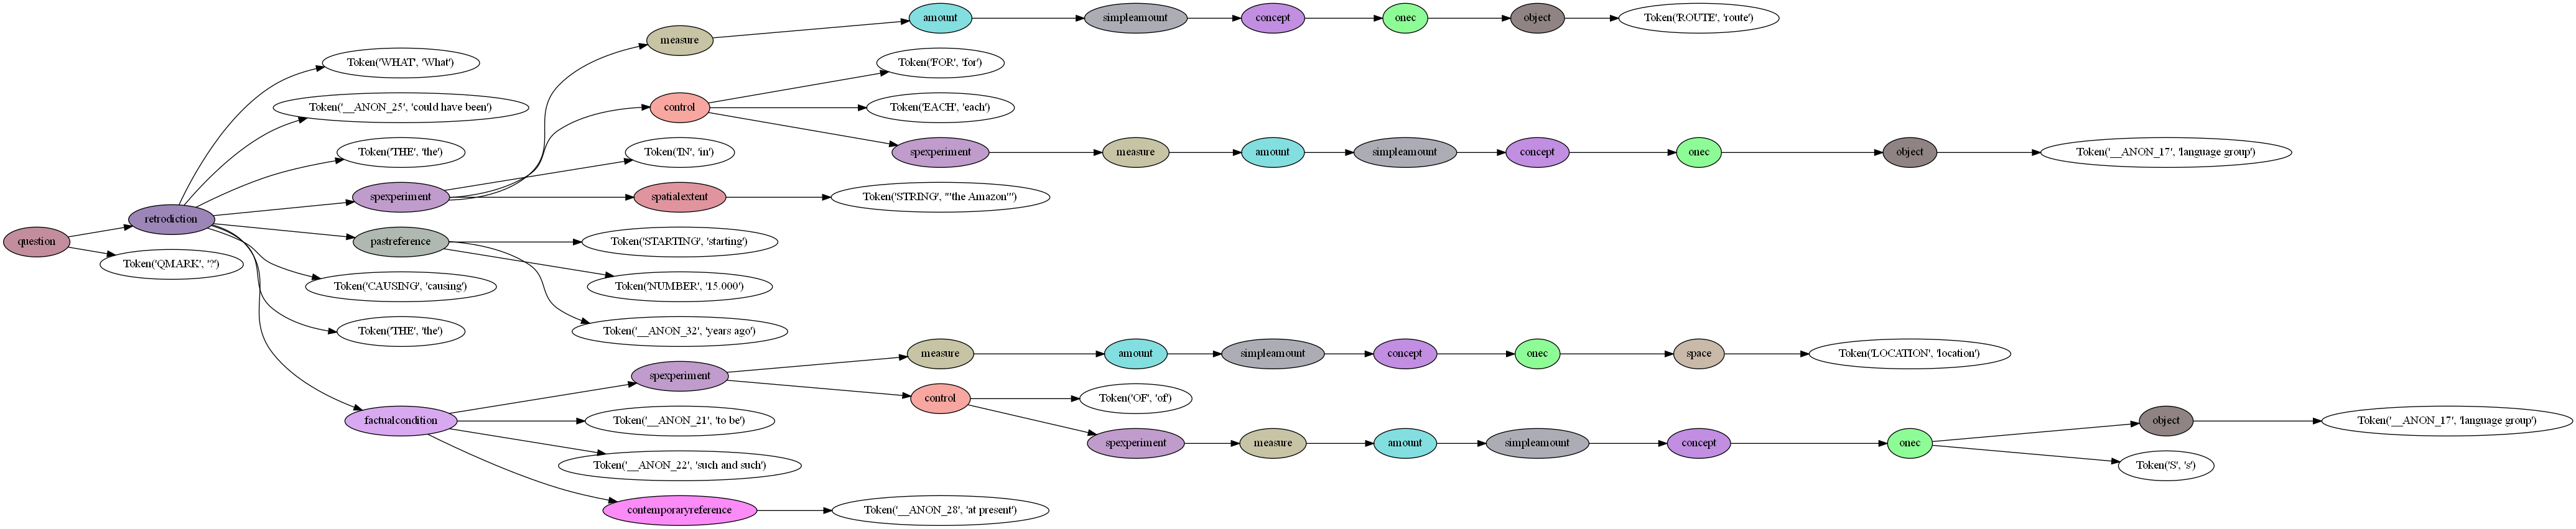 amount simpleamount concept onec object Token('ROUTE', 'route')
measure
Token('WHAT', 'What') Token('FOR', 'for')
Token('__ANON_25', 'could have been') control Token('EACH', 'each')
Token('THE', 'the') Token('IN', 'in') spexperiment measure amount simpleamount concept onec object Token('__ANON_17', 'language group')
spexperiment spatialextent Token('STRING', "'the Amazon'")
retrodiction
question pastreference Token('STARTING', 'starting')
Token('QMARK', '?')
Token('CAUSING', 'causing') Token('NUMBER', '15.000')
Token('THE', 'the') Token('__ANON_32', 'years ago')
measure amount simpleamount concept onec space Token('LOCATION', 'location')
spexperiment
control Token('OF', 'of')
factualcondition Token('__ANON_21', 'to be') object Token('__ANON_17', 'language group')
spexperiment measure amount simpleamount concept onec
Token('__ANON_22', 'such and such') Token('S', 's')
contemporaryreference Token('__ANON_28', 'at present')